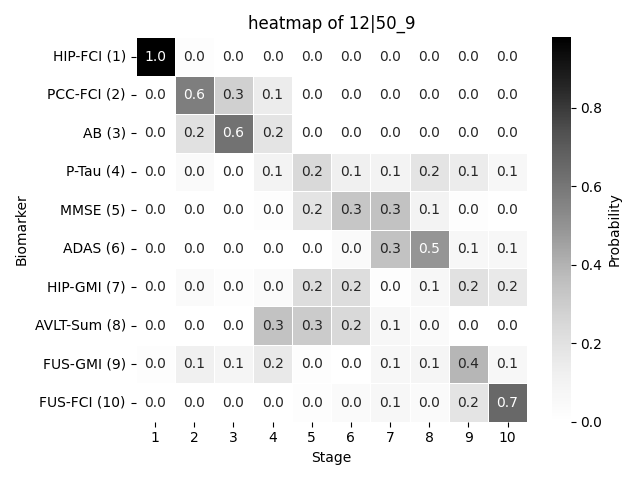 heatmap of 12|50_9
HIP-FCI (1) 1.0 0.0 0.0 0.0 0.0 0.0 0.0 0.0 0.0 0.0
PCC-FCI (2) 0.0 0.6 0.3 0.1 0.0 0.0 0.0 0.0 0.0 0.0
AB (3) 0.0 0.2 0.6 0.2 0.0 0.0 0.0 0.0 0.0 0.0
P-Tau (4) 0.0 0.0 0.0 0.1 0.2 0.1 0.1 0.2 0.1 0.1
MMSE (5) 0.0 0.0 0.0 0.0 0.2 0.3 0.3 0.1 0.0 0.0
ADAS (6) 0.0 0.0 0.0 0.0 0.0 0.0 0.3 0.5 0.1 0.1
HIP-GMI (7) 0.0 0.0 0.0 0.0 0.2 0.2 0.0 0.1 0.2 0.2
AVLT-Sum (8) 0.0 0.0 0.0 0.3 0.3 0.2 0.1 0.0 0.0 0.0
FUS-GMI (9) 0.0 0.1 0.1 0.2 0.0 0.0 0.1 0.1 0.4 0.1
FUS-FCI (10) 0.0 0.0 0.0 0.0 0.0 0.0 0.1 0.0 0.2 0.7
1 2 3 4 5 6 7 8 9 10
Stage
Biomarker
0.8
0.6
0.4
0.2
0.0
Probability